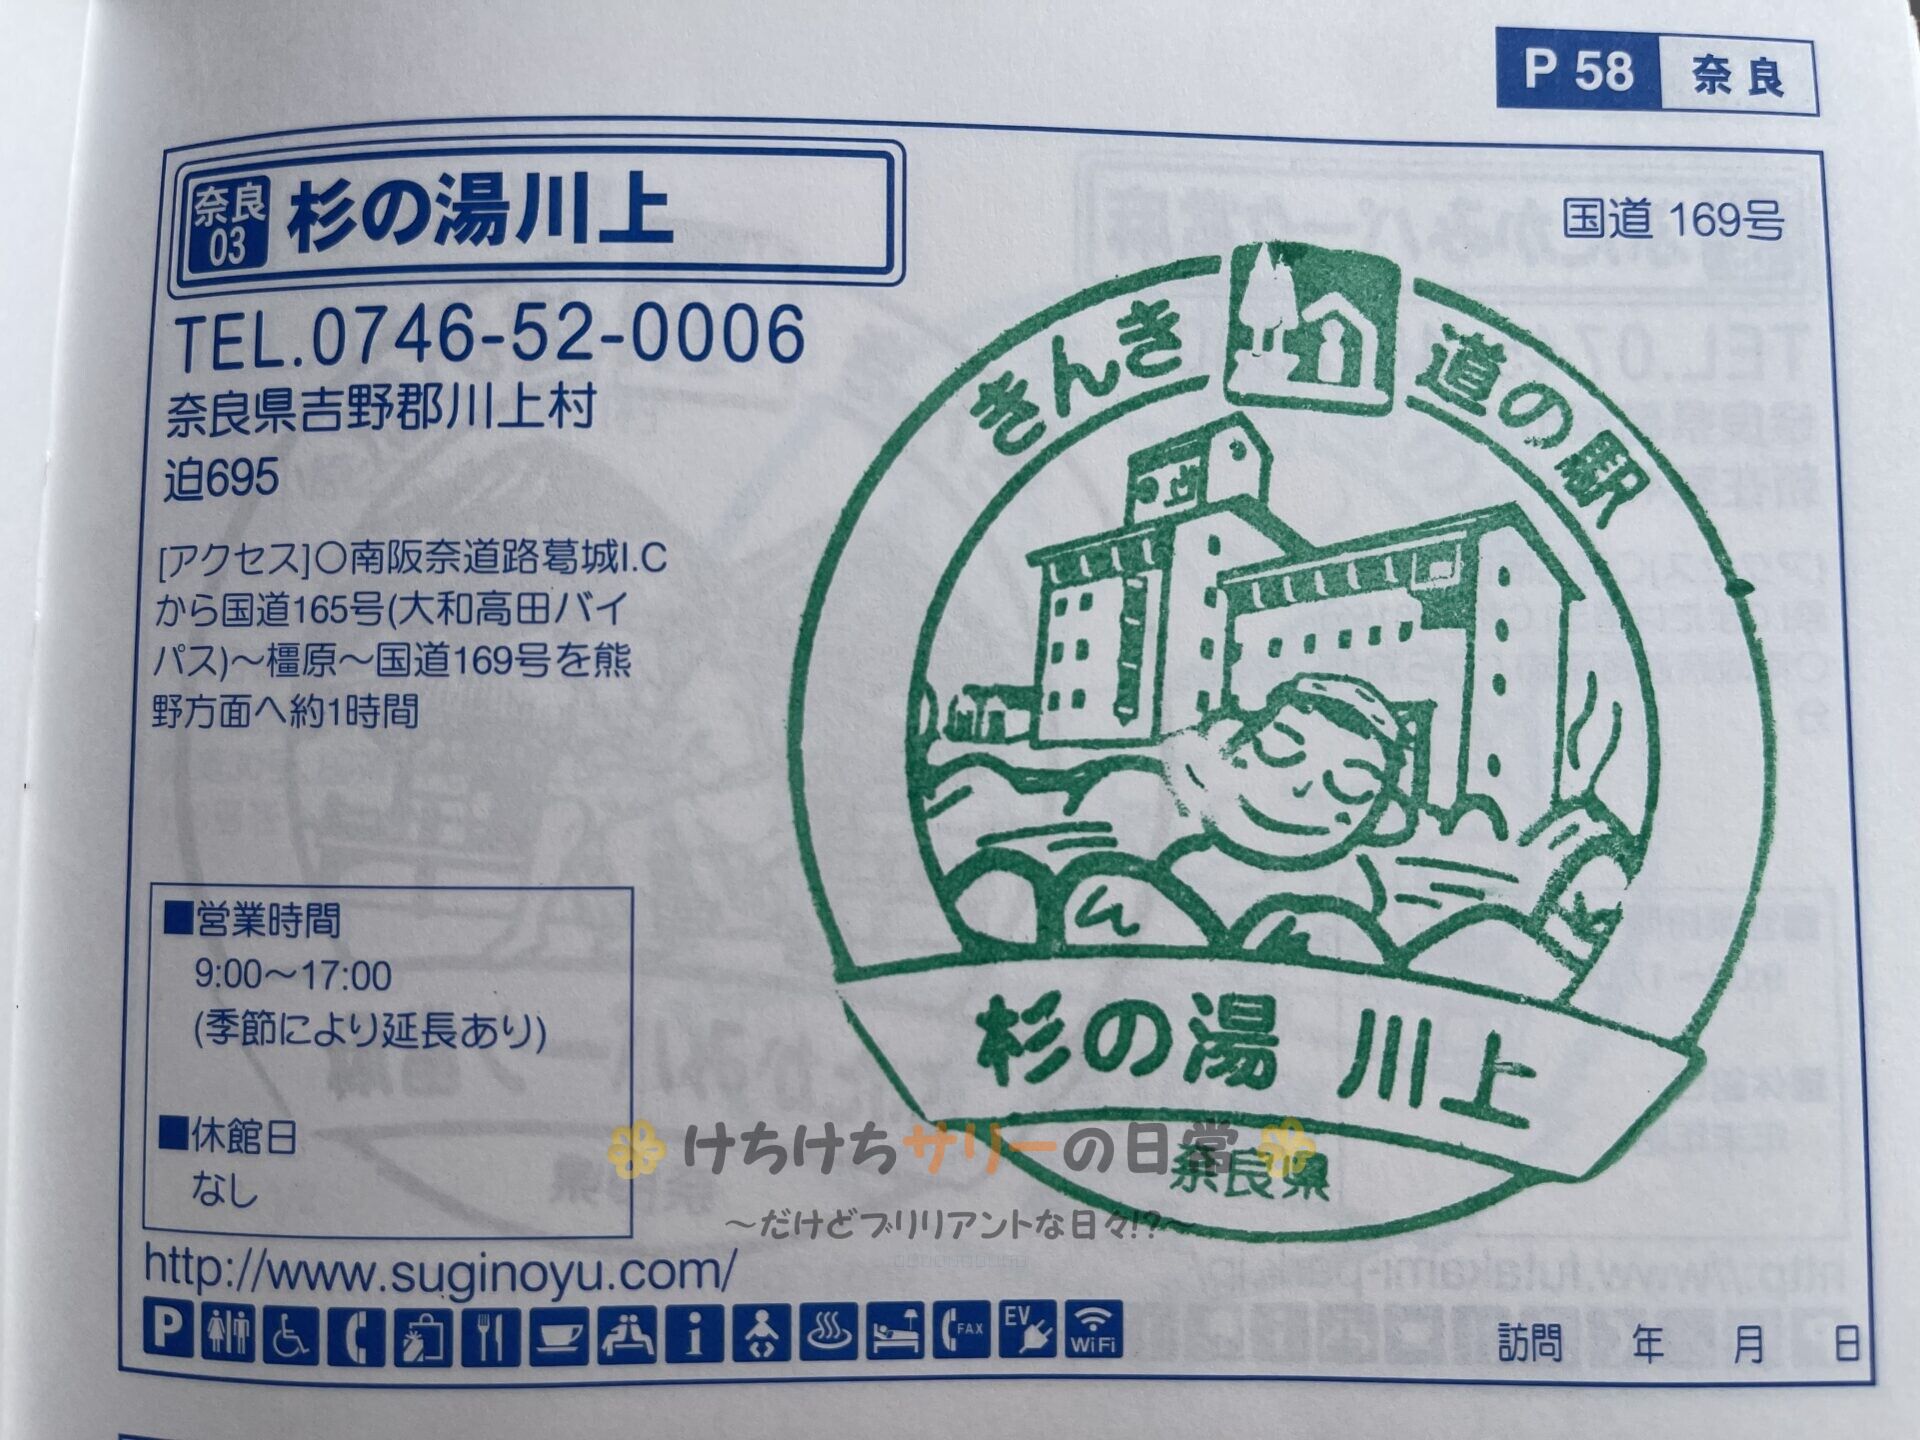 P 58 奈良
奈良
03
杉の湯川上
国道 169号
TEL.0746-52-0006
奈良県吉野郡川上村
迫695
[アクセス]○南阪奈道路葛城I.C
から国道165号(大和高田バイ
パス)～橿原～国道169号を熊
野方面へ約1時間
■営業時間
9:00～17:00
(季節により延長あり)
■休館日
なし
http://www.suginoyu.com/
P
i
FAX
EV
WiFi
きんき 道の駅
杉の湯 川上
奈良県
けちけちサリーの日常
～だけどブリリアントな日々!?～
訪問 年 月 日